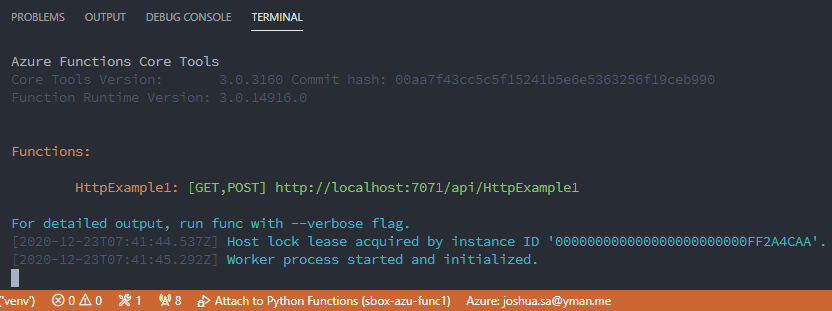 PROBLEMS OUTPUT DEBUG CONSOLE TERMINAL
Azure Functions Core Tools
Core Tools Version: 3.0.3160 Commit hash: 00aa7f43cc5c5f15241b5e6e5363256f19ceb990
Function Runtime Version: 3.0.14916.0
Functions:
HttpExample1: [GET,POST] http://localhost:7071/api/HttpExample1
For detailed output, run func with --verbose flag.
[2020-12-23T07:41:44.537Z] Host lock lease acquired by instance ID '000000000000000000000000FF2A4CAA'.
[2020-12-23T07:41:45.292Z] Worker process started and initialized.
('venv') 0 0 1 8 Attach to Python Functions (sbox-azu-func1) Azure: joshua.sa@yman.me